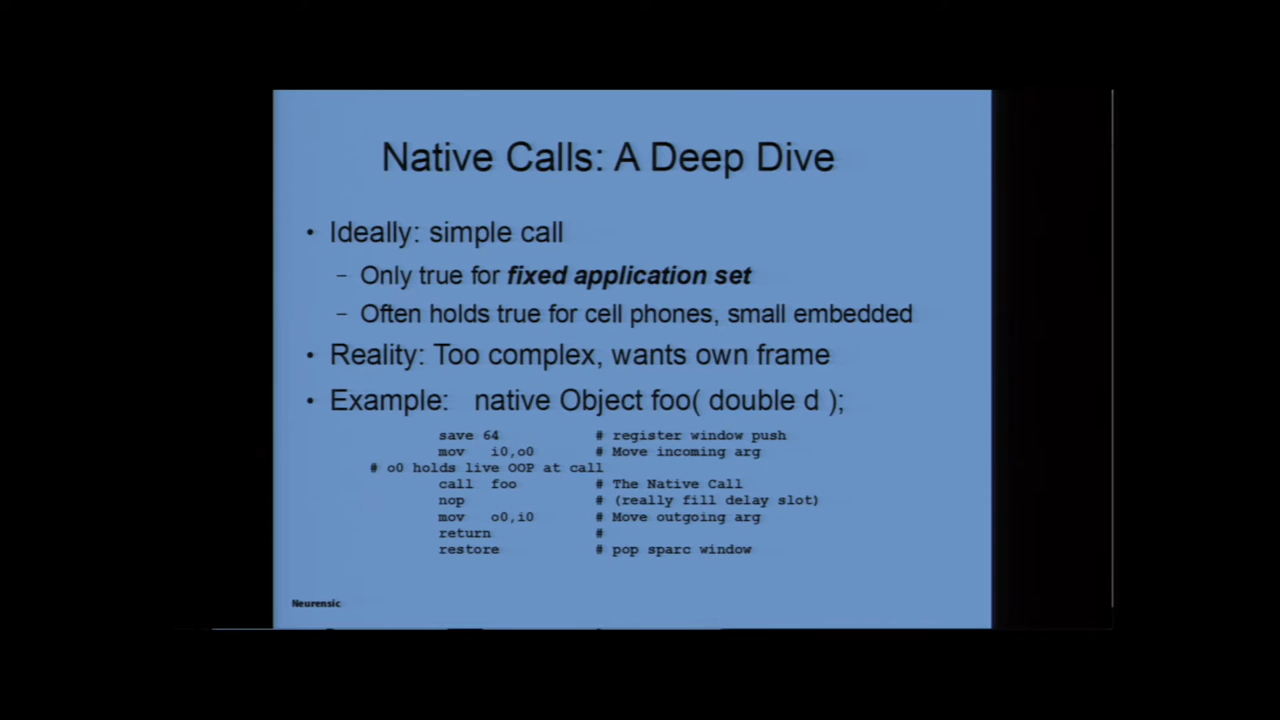 Native Calls: A Deep Dive
• Ideally: simple call
– Only true for fixed application set
– Often holds true for cell phones, small embedded
• Reality: Too complex, wants own frame
• Example: native Object foo( double d );
save 64 # register window push
mov i0,o0 # Move incoming arg
# o0 holds live OOP at call
call foo # The Native Call
nop # (really fill delay slot)
mov o0,i0 # Move outgoing arg
return #
restore # pop sparc window
Neurensic